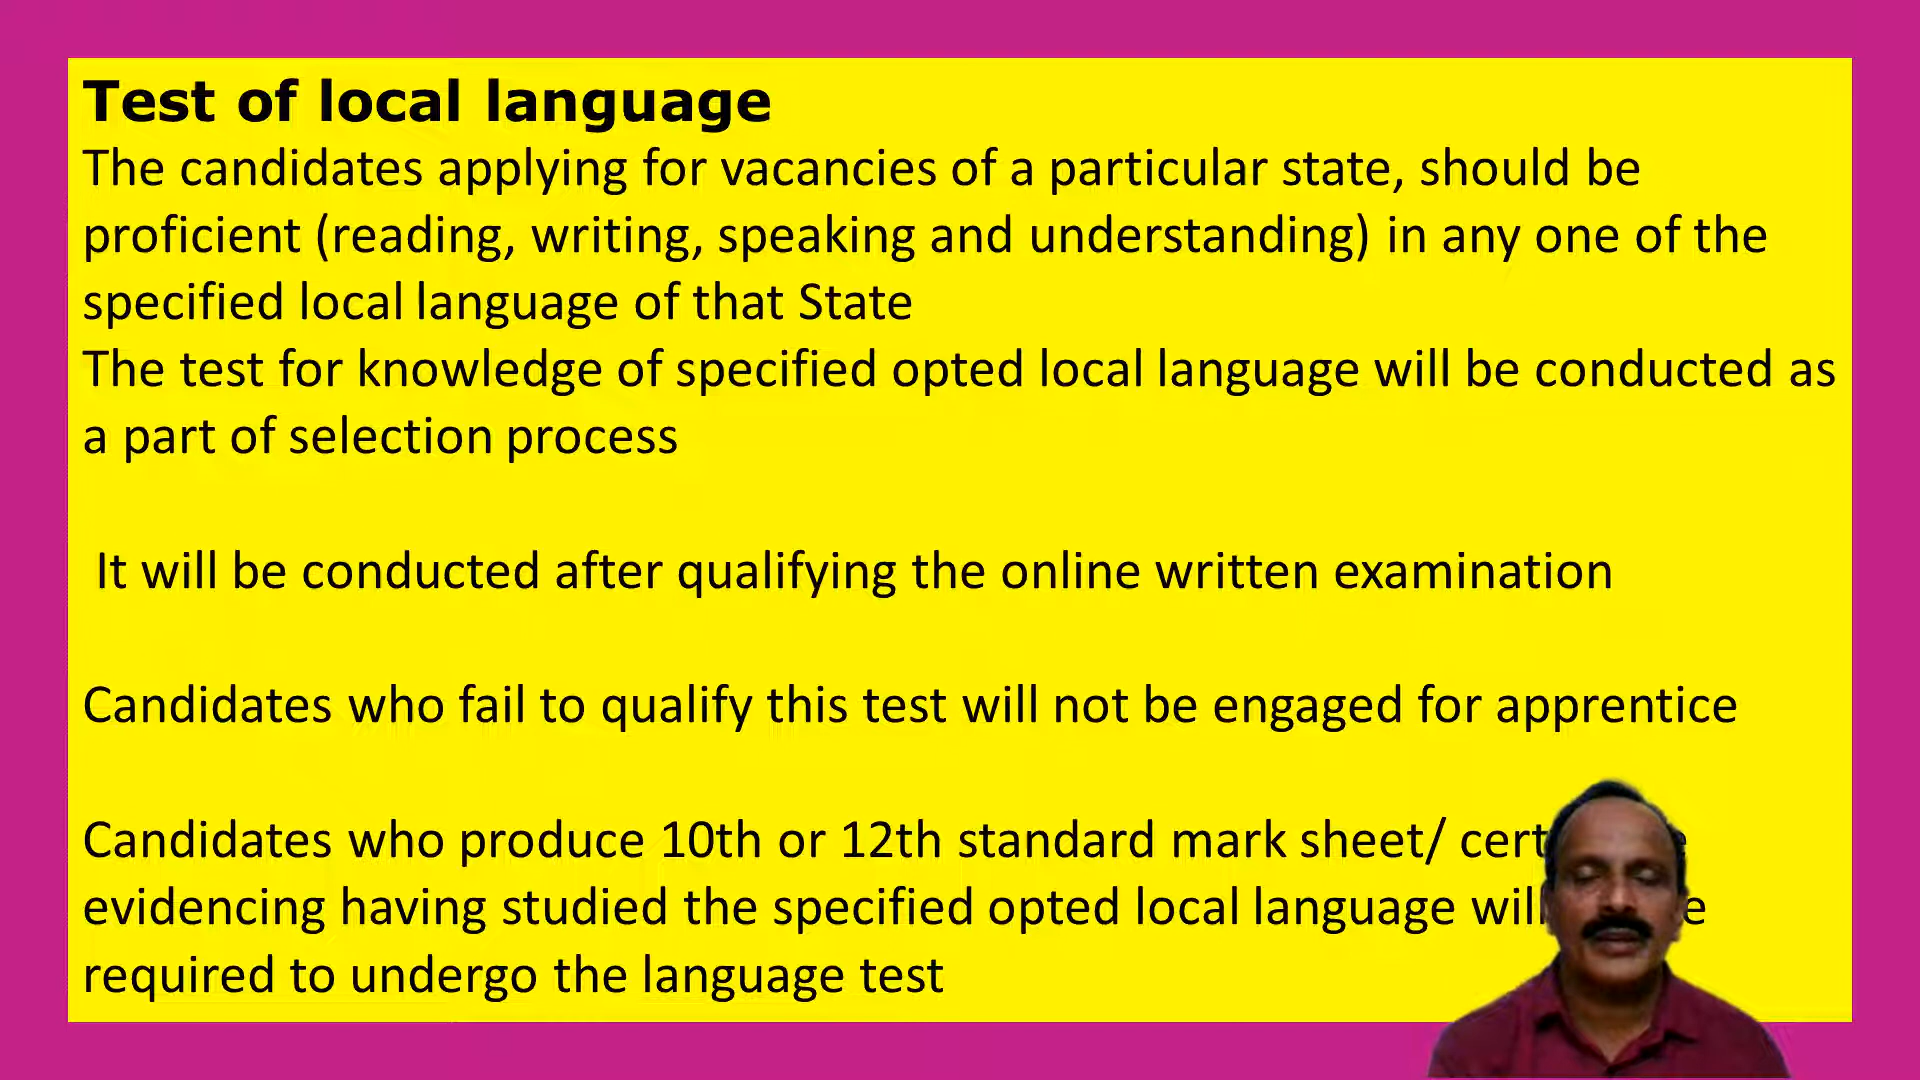 Test of local language
The candidates applying for vacancies of a particular state, should be
proficient (reading, writing, speaking and understanding) in any one of the
specified local language of that State
The test for knowledge of specified opted local language will be conducted as
a part of selection process
It will be conducted after qualifying the online written examination
Candidates who fail to qualify this test will not be engaged for apprentice
Candidates who produce 10th or 12th standard mark sheet/
evidencing having studied the specified opted local language
required to undergo the language test